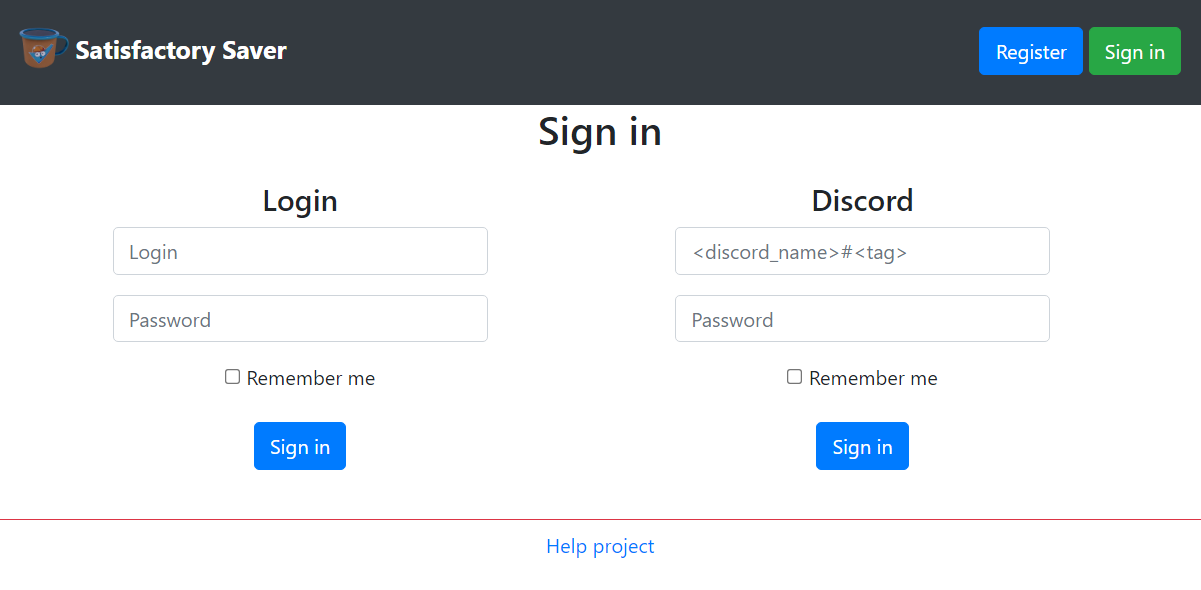 Satisfactory Saver
Register
Sign in
Sign in
Login
Login
Password
Remember me
Sign in
Discord
<discord_name>#<tag>
Password
Remember me
Sign in
Help project